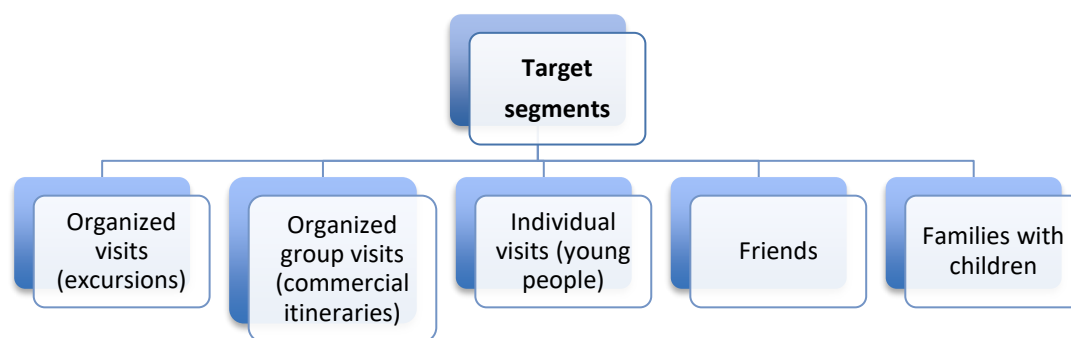 Target
segments
Organized
visits
(excursions)
Organized
group visits
(commercial
itineraries)
Individual
visits (young
people)
Friends
Families with
children